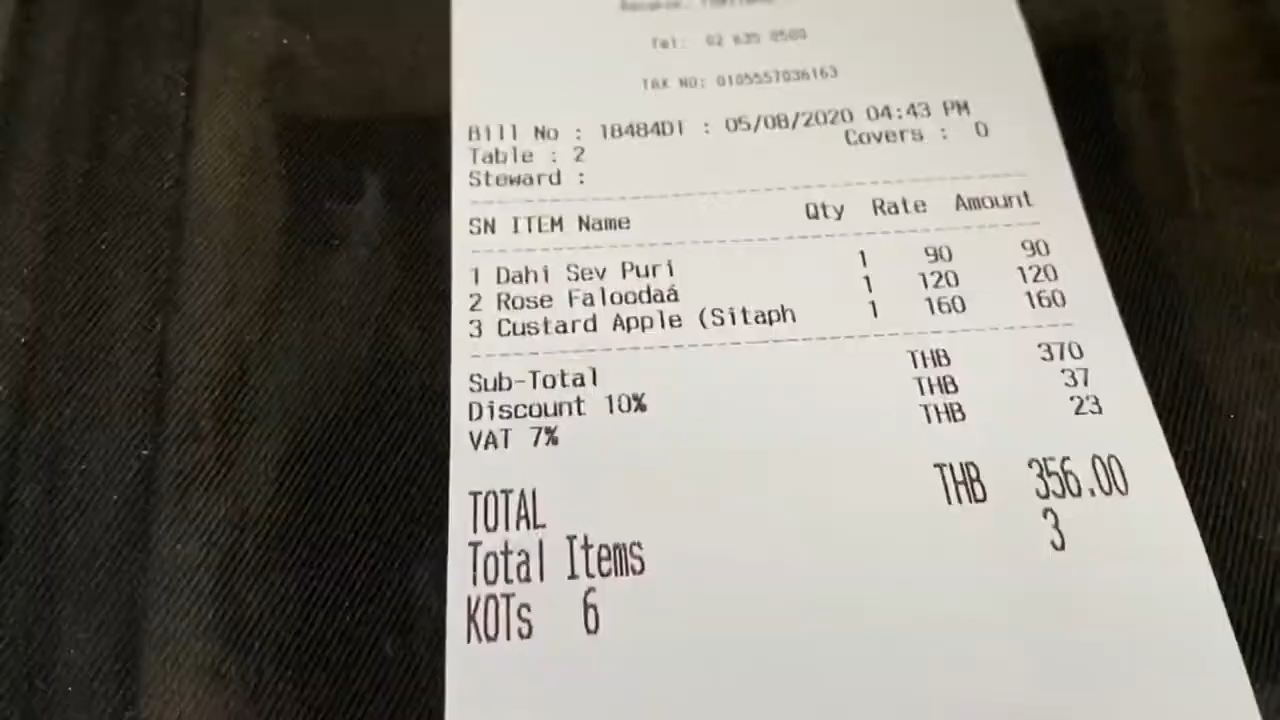 Bangkok, Thailand
Tel: 02 635 0500
TAX NO: 0105557036163
Bill No : 18484DI : 05/08/2020 04:43 PM
Table : 2 Covers : 0
Steward :
SN ITEM Name Qty Rate Amount
1 Dahi Sev Puri 1 90 90
2 Rose Faloodaá 1 120 120
3 Custard Apple (Sitaph 1 160 160
Sub-Total THB 370
Discount 10% THB 37
VAT 7% THB 23
TOTAL THB 356.00
Total Items 3
KOTs 6